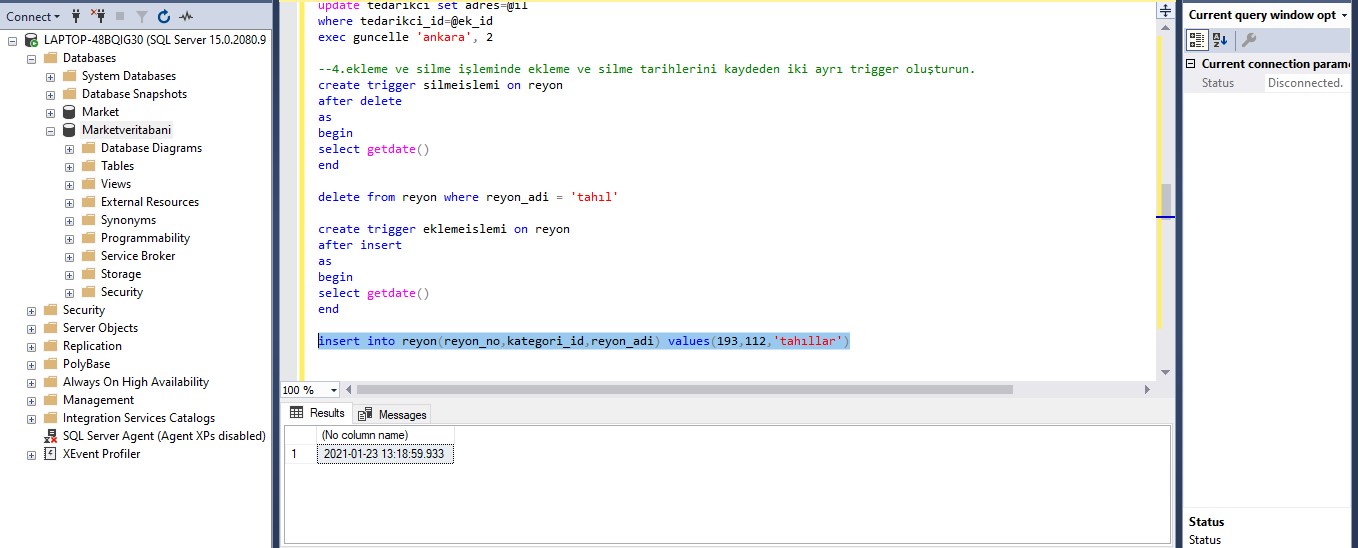 Connect
LAPTOP-48BQIG30 (SQL Server 15.0.2080.9
Databases
System Databases
Database Snapshots
Market
Marketveritabani
Database Diagrams
Tables
Views
External Resources
Synonyms
Programmability
Service Broker
Storage
Security
Security
Server Objects
Replication
PolyBase
Always On High Availability
Management
Integration Services Catalogs
SQL Server Agent (Agent XPs disabled)
XEvent Profiler
update tedarikci set adres=@il
where tedarikci_id=@ek_id
exec guncelle 'ankara', 2
--4.ekleme ve silme işleminde ekleme ve silme tarihlerini kaydeden iki ayrı trigger oluşturun.
create trigger silmeislemi on reyon
after delete
as
begin
select getdate()
end
delete from reyon where reyon_adi = 'tahıl'
create trigger eklemeislemi on reyon
after insert
as
begin
select getdate()
end
insert into reyon(reyon_no,kategori_id,reyon_adi) values(193,112,'tahıllar')
100 %
Results Messages
(No column name)
1 2021-01-23 13:18:59.933
Current query window opt
Current connection parame
Status Disconnected.
Status
Status